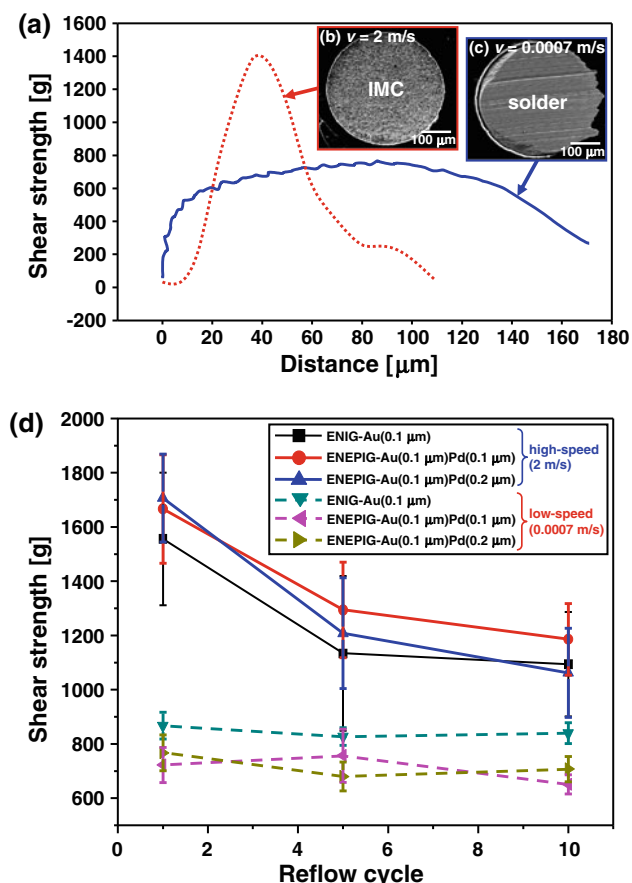 (a)
1600
1400
1200
1000
800
600
400
200
0
-200
Shear strength [g]
0 20 40 60 80 100 120 140 160 180
Distance [μm]
(b) v = 2 m/s
IMC
100 μm
(c) v = 0.0007 m/s
solder
100 μm
(d)
2000
1800
1600
1400
1200
1000
800
600
Shear strength [g]
0 2 4 6 8 10
Reflow cycle
ENIG-Au(0.1 μm)
ENEPIG-Au(0.1 μm)Pd(0.1 μm)
ENEPIG-Au(0.1 μm)Pd(0.2 μm)
high-speed
(2 m/s)
ENIG-Au(0.1 μm)
ENEPIG-Au(0.1 μm)Pd(0.1 μm)
ENEPIG-Au(0.1 μm)Pd(0.2 μm)
low-speed
(0.0007 m/s)